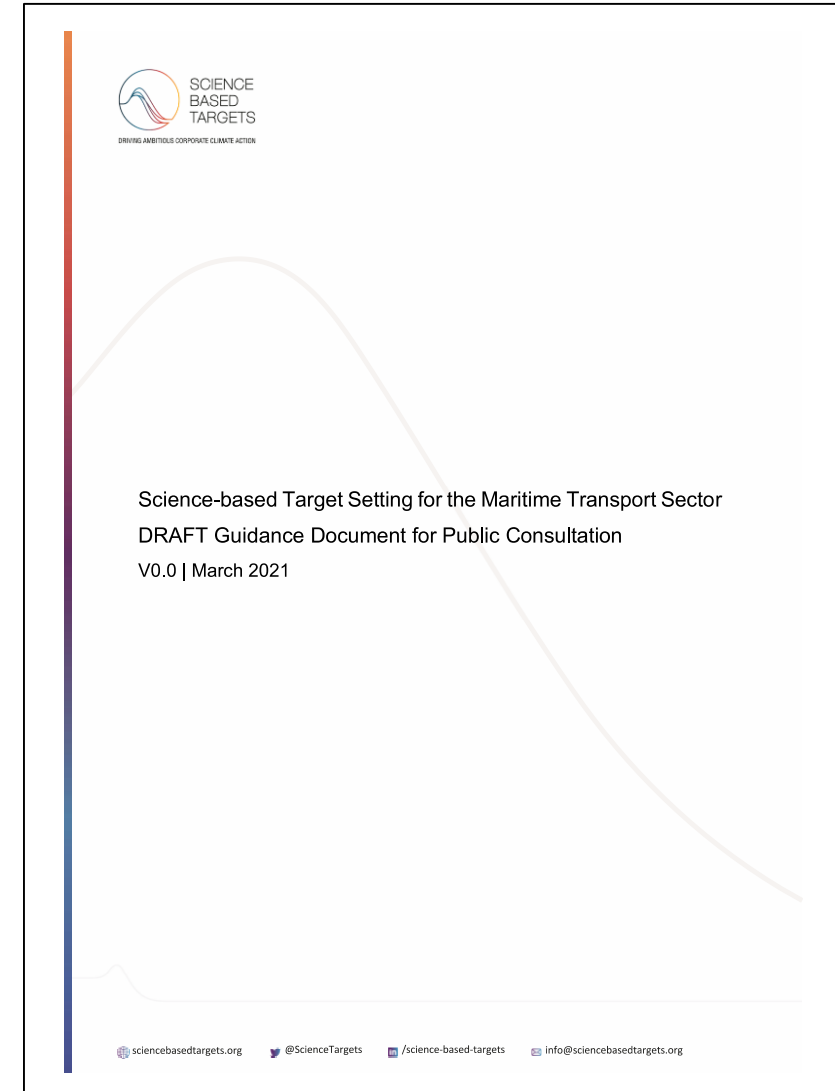 SCIENCE
BASED
TARGETS
DRIVING AMBITIOUS CORPORATE CLIMATE ACTION
Science-based Target Setting for the Maritime Transport Sector
DRAFT Guidance Document for Public Consultation
V0.0 | March 2021
sciencebasedtargets.org @ScienceTargets /science-based-targets info@sciencebasedtargets.org